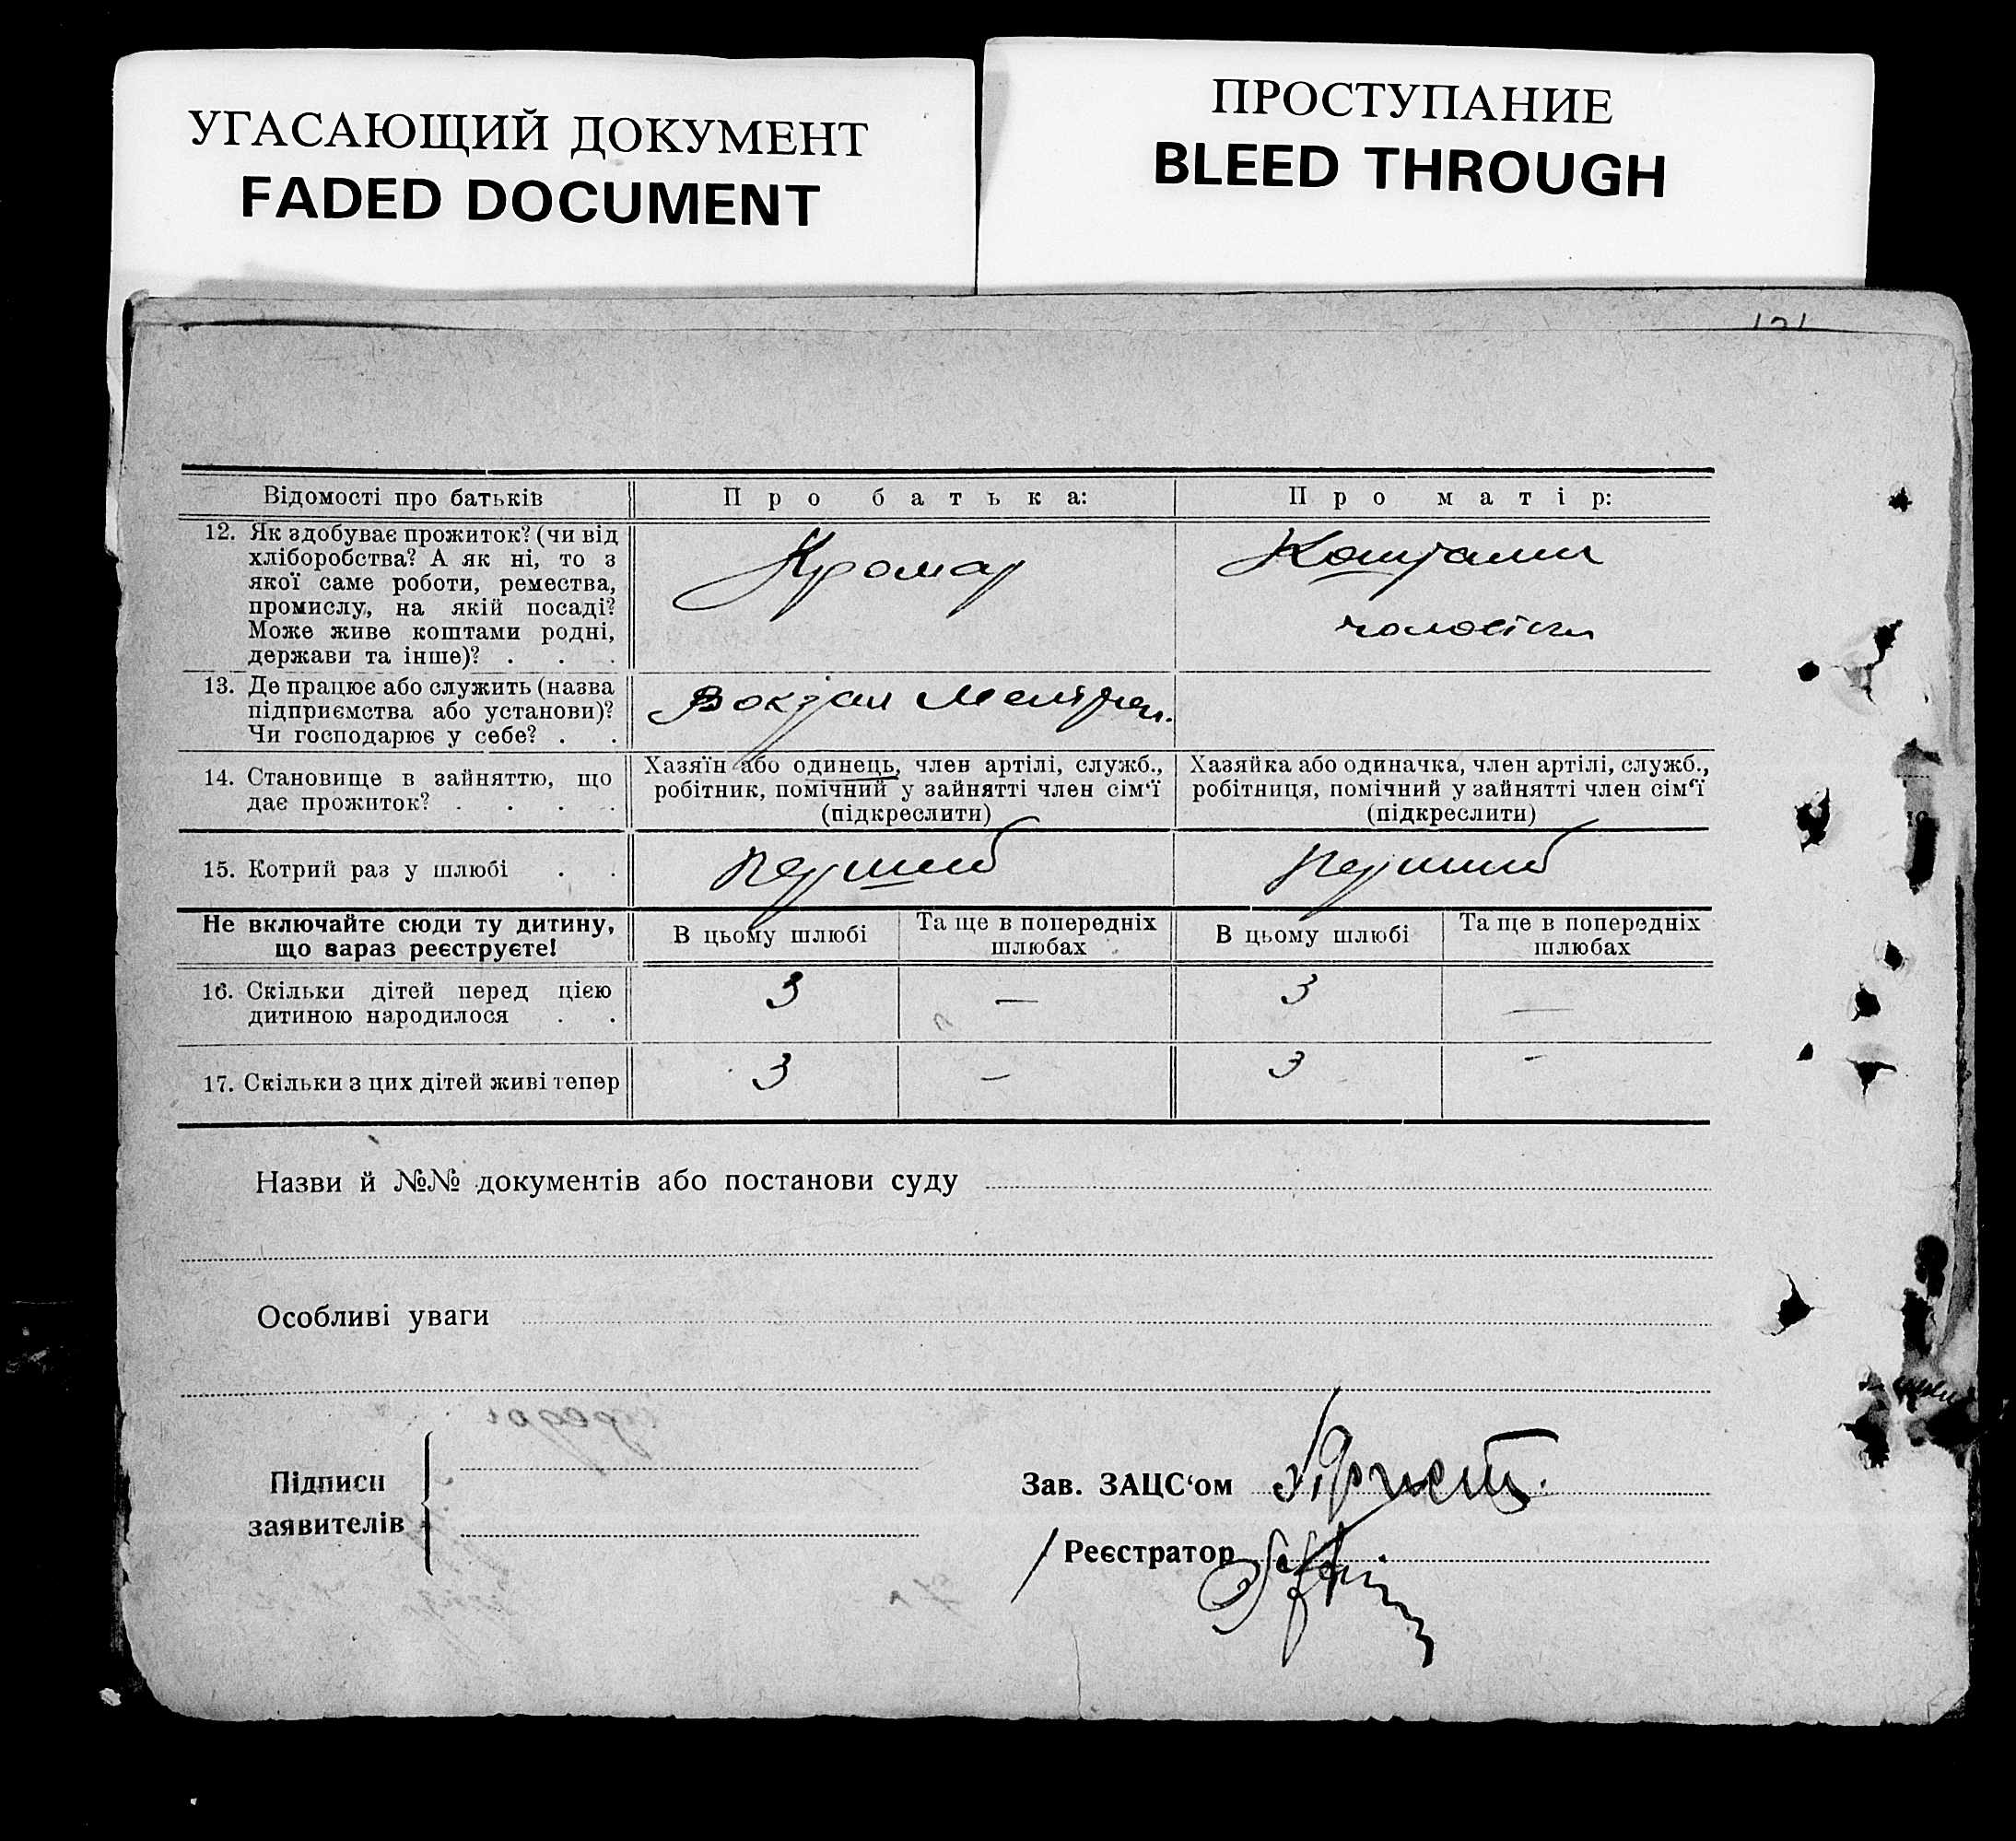 УГАСАЮЩИЙ ДОКУМЕНТ
FADED DOCUMENT
ПРОСТУПАНИЕ
BLEED THROUGH
121
Відомості про батьків
Про батька:
Про матір:
12. Як здобуває прожиток? (чи від
хліборобства? А як ні, то з
якої саме роботи, ремества,
промислу, на якій посаді?
Може живе коштами родні,
держави та інше)? . . .
Крамар
Коштами
чоловіка
13. Де працює або служить (назва
підприємства або установи)?
Чи господарює у себе? . .
Вокзал
14. Становище в зайняттю, що
дає прожиток? . . . .
Хазяїн або одинець, член артілі, служб.,
робітник, помічний у зайнятті член сім‘ї
(підкреслити)
Хазяйка або одиначка, член артілі, служб.,
робітниця, помічний у зайнятті член сім‘ї
(підкреслити)
15. Котрий раз у шлюбі . .
перший
перший
Не включайте сюди ту дитину,
що зараз реєструєте!
В цьому шлюбі
Та ще в попередніх
шлюбах
В цьому шлюбі
Та ще в попередніх
шлюбах
16. Скільки дітей перед цією
дитиною народилося . .
3
—
3
—
17. Скільки з цих дітей живі тепер
3
—
3
-
Назви й №№ документів або постанови суду
Особливі уваги
Підписи
заявителів
Зав. ЗАЦС‘ом
Реєстратор